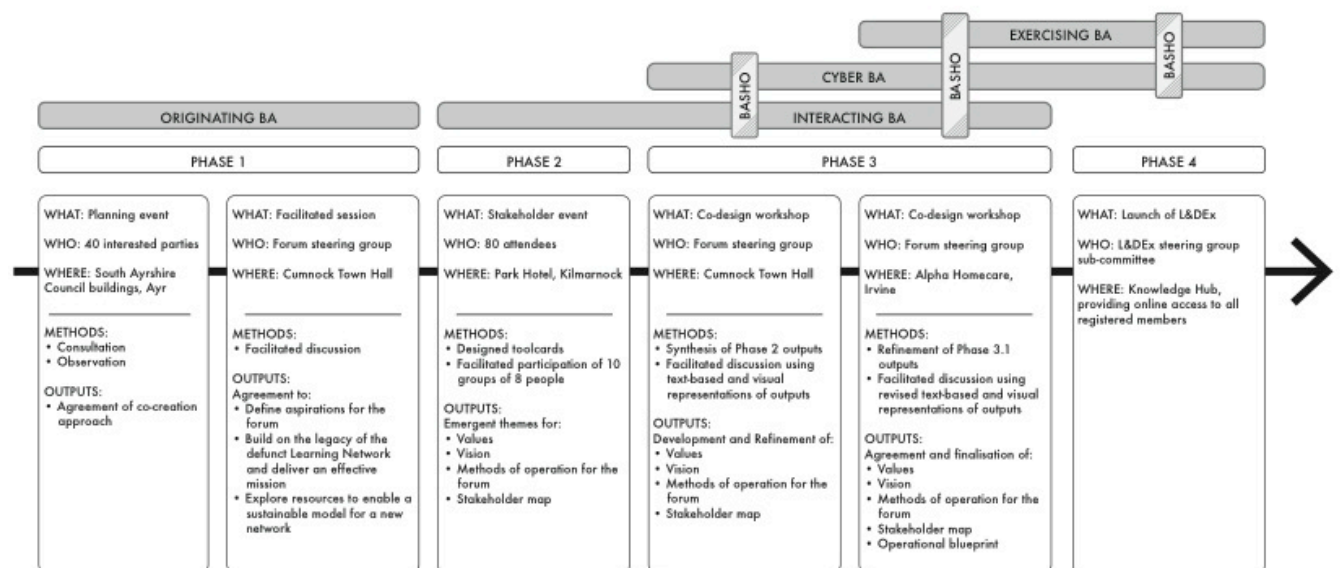 EXERCISING BA
BASHO
BASHO
CYBER BA
BASHO
ORIGINATING BA
INTERACTING BA
PHASE 1
PHASE 2
PHASE 3
PHASE 4
WHAT: Planning event
WHO: 40 interested parties
WHERE: South Ayrshire
Council buildings, Ayr
METHODS:
• Consultation
• Observation
OUTPUTS:
• Agreement of co-creation
approach
WHAT: Facilitated session
WHO: Forum steering group
WHERE: Cumnock Town Hall
METHODS:
• Facilitated discussion
OUTPUTS:
Agreement to:
• Define aspirations for the
forum
• Build on the legacy of the
defunct Learning Network
and deliver an effective
mission
• Explore resources to enable a
sustainable model for a new
network
WHAT: Stakeholder event
WHO: 80 attendees
WHERE: Park Hotel, Kilmarnock
METHODS:
• Designed toolcards
• Facilitated participation of 10
groups of 8 people
OUTPUTS:
Emergent themes for:
• Values
• Vision
• Methods of operation for the
forum
• Stakeholder map
WHAT: Co-design workshop
WHO: Forum steering group
WHERE: Cumnock Town Hall
METHODS:
• Synthesis of Phase 2 outputs
• Facilitated discussion using
text-based and visual
representations of outputs
OUTPUTS:
Development and Refinement of:
• Values
• Vision
• Methods of operation for the
forum
• Stakeholder map
WHAT: Co-design workshop
WHO: Forum steering group
WHERE: Alpha Homecare,
Irvine
METHODS:
• Refinement of Phase 3.1
outputs
• Facilitated discussion using
revised text-based and visual
representations of outputs
OUTPUTS:
Agreement and finalisation of:
• Values
• Vision
• Methods of operation for the
forum
• Stakeholder map
• Operational blueprint
WHAT: Launch of L&DEx
WHO: L&DEx steering group
sub-committee
WHERE: Knowledge Hub,
providing online access to all
registered members